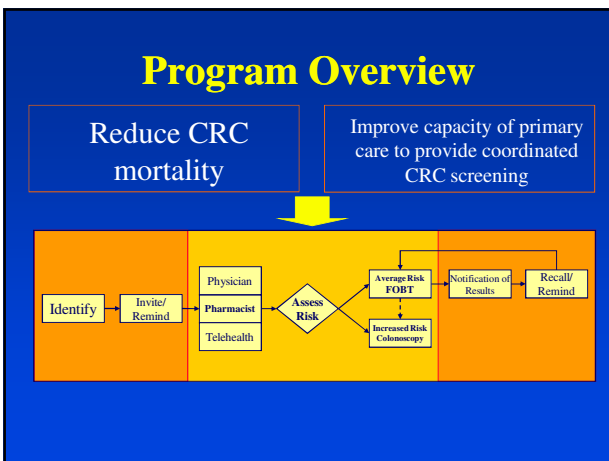 Program Overview
Reduce CRC
mortality
Improve capacity of primary
care to provide coordinated
CRC screening
Identify
Invite/
Remind
Physician
Pharmacist
Telehealth
Assess
Risk
Average Risk
FOBT
Increased Risk
Colonoscopy
Notification of
Results
Recall/
Remind